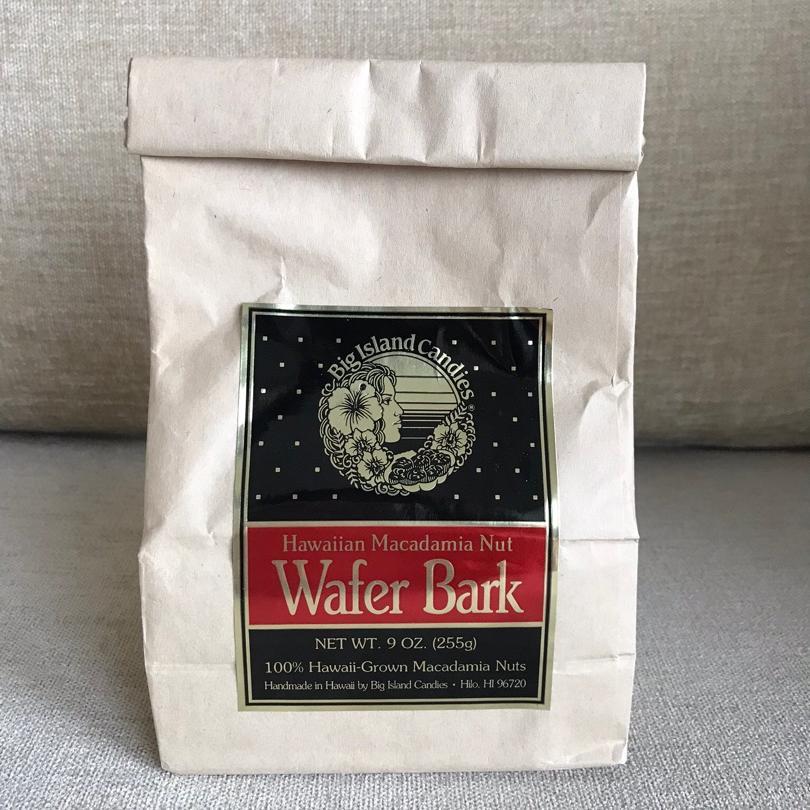 Big Island Candies®
Hawaiian Macadamia Nut
Wafer Bark
NET WT. 9 OZ. (255g)
100% Hawaii-Grown Macadamia Nuts
Handmade in Hawaii by Big Island Candies • Hilo, HI 96720